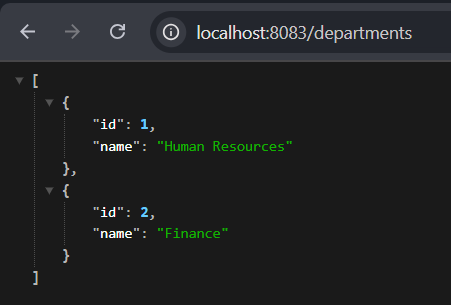 localhost:8083/departments
[
{
"id": 1,
"name": "Human Resources"
},
{
"id": 2,
"name": "Finance"
}
]